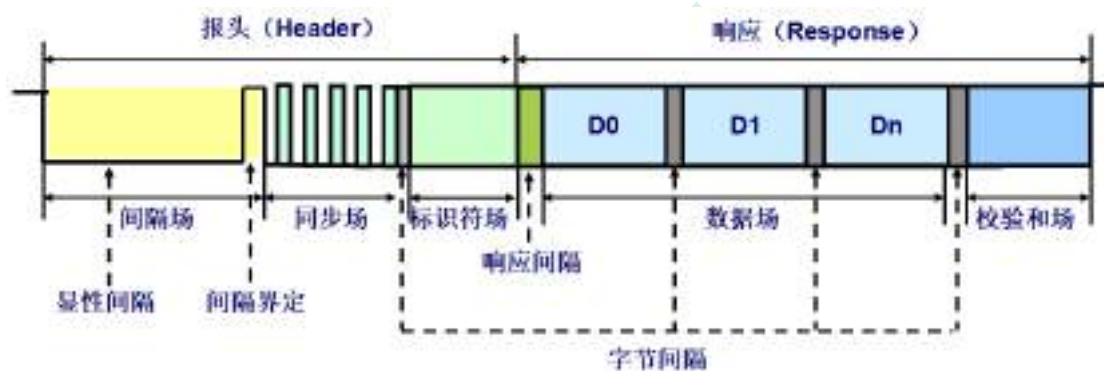 报头（Header）
响应（Response）
D0
D1
Dn
间隔场
同步场
标识符场
数据场
校验和场
响应间隔
显性间隔
间隔界定
字节间隔